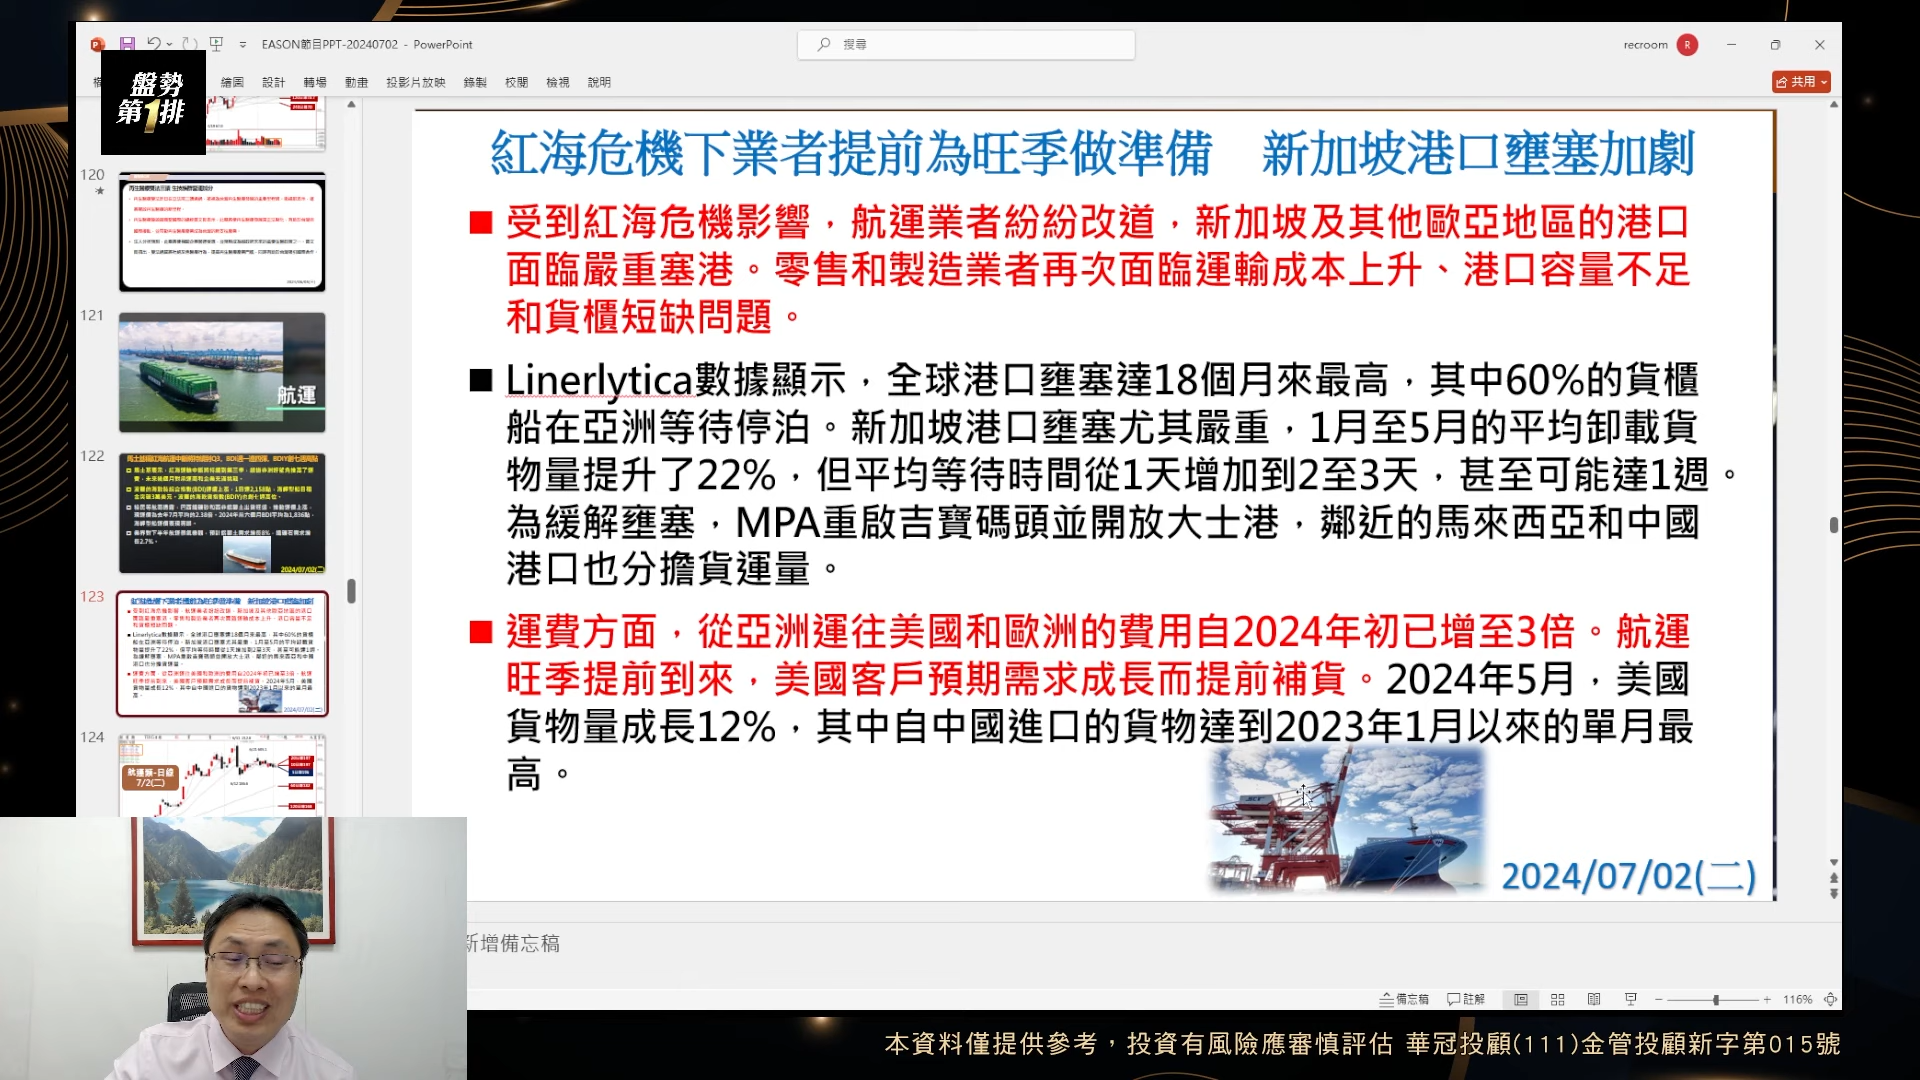 EASON節目PPT-20240702 - PowerPoint
搜尋
recroom
R
盤勢
第1排
繪圖 設計 轉場 動畫 投影片放映 錄製 校閱 檢視 說明
共用
120
121
航運
122
2024/07/02(二)
123
124
航運類-日線
7/2(二)
紅海危機下業者提前為旺季做準備 新加坡港口壅塞加劇
受到紅海危機影響，航運業者紛紛改道，新加坡及其他歐亞地區的港口
面臨嚴重塞港。零售和製造業者再次面臨運輸成本上升、港口容量不足
和貨櫃短缺問題。
Linerlytica數據顯示，全球港口壅塞達18個月來最高，其中60%的貨櫃
船在亞洲等待停泊。新加坡港口壅塞尤其嚴重，1月至5月的平均卸載貨
物量提升了22%，但平均等待時間從1天增加到2至3天，甚至可能達1週。
為緩解壅塞，MPA重啟吉寶碼頭並開放大士港，鄰近的馬來西亞和中國
港口也分擔貨運量。
運費方面，從亞洲運往美國和歐洲的費用自2024年初已增至3倍。航運
旺季提前到來，美國客戶預期需求成長而提前補貨。2024年5月，美國
貨物量成長12%，其中自中國進口的貨物達到2023年1月以來的單月最
高。
2024/07/02(二)
新增備忘稿
備忘稿 註解 116%
本資料僅提供參考，投資有風險應審慎評估 華冠投顧(111)金管投顧新字第015號